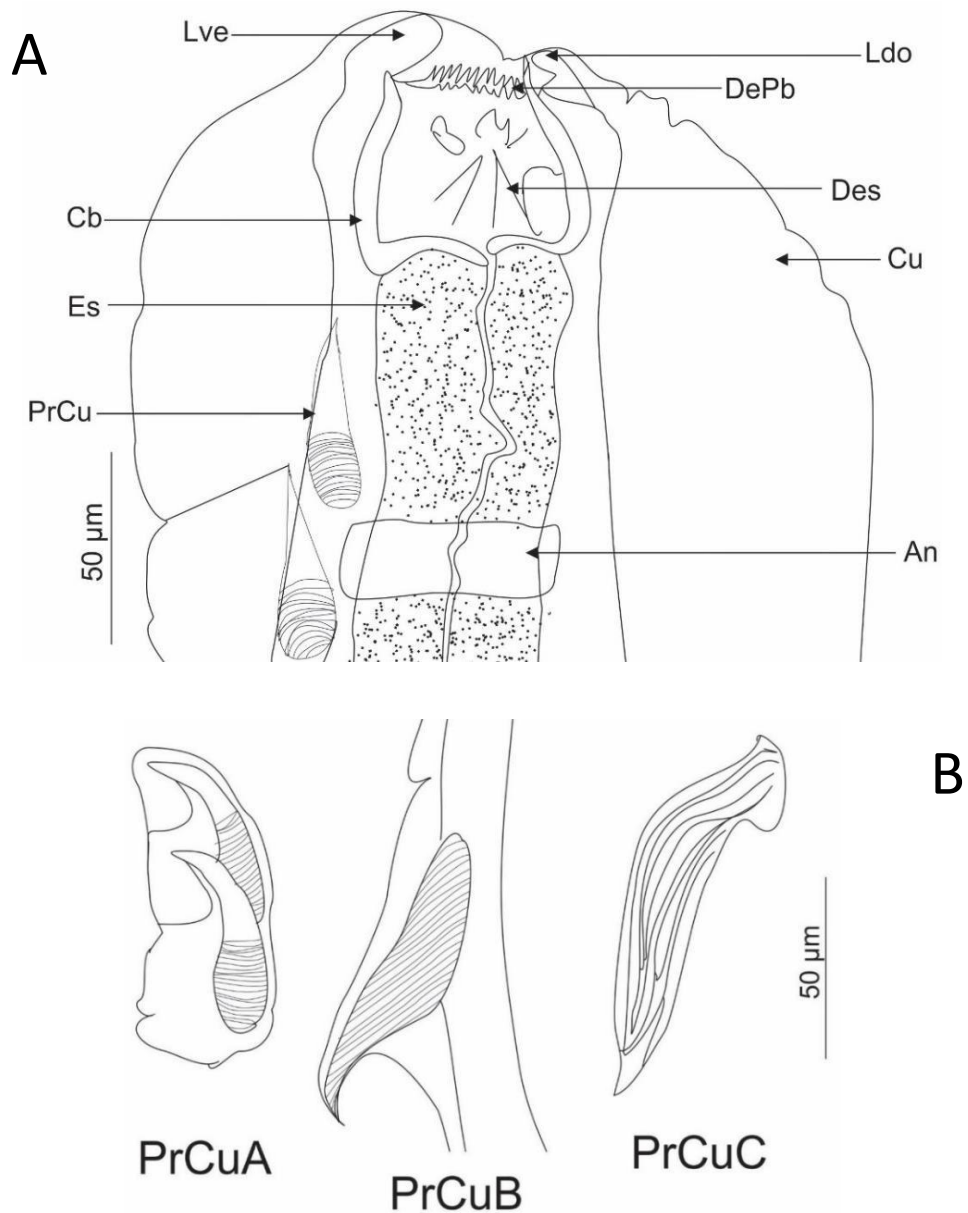 A
Lve
Ldo
DePb
Des
Cb
Cu
Es
PrCu
50 µm
An
B
50 µm
PrCuA
PrCuB
PrCuC